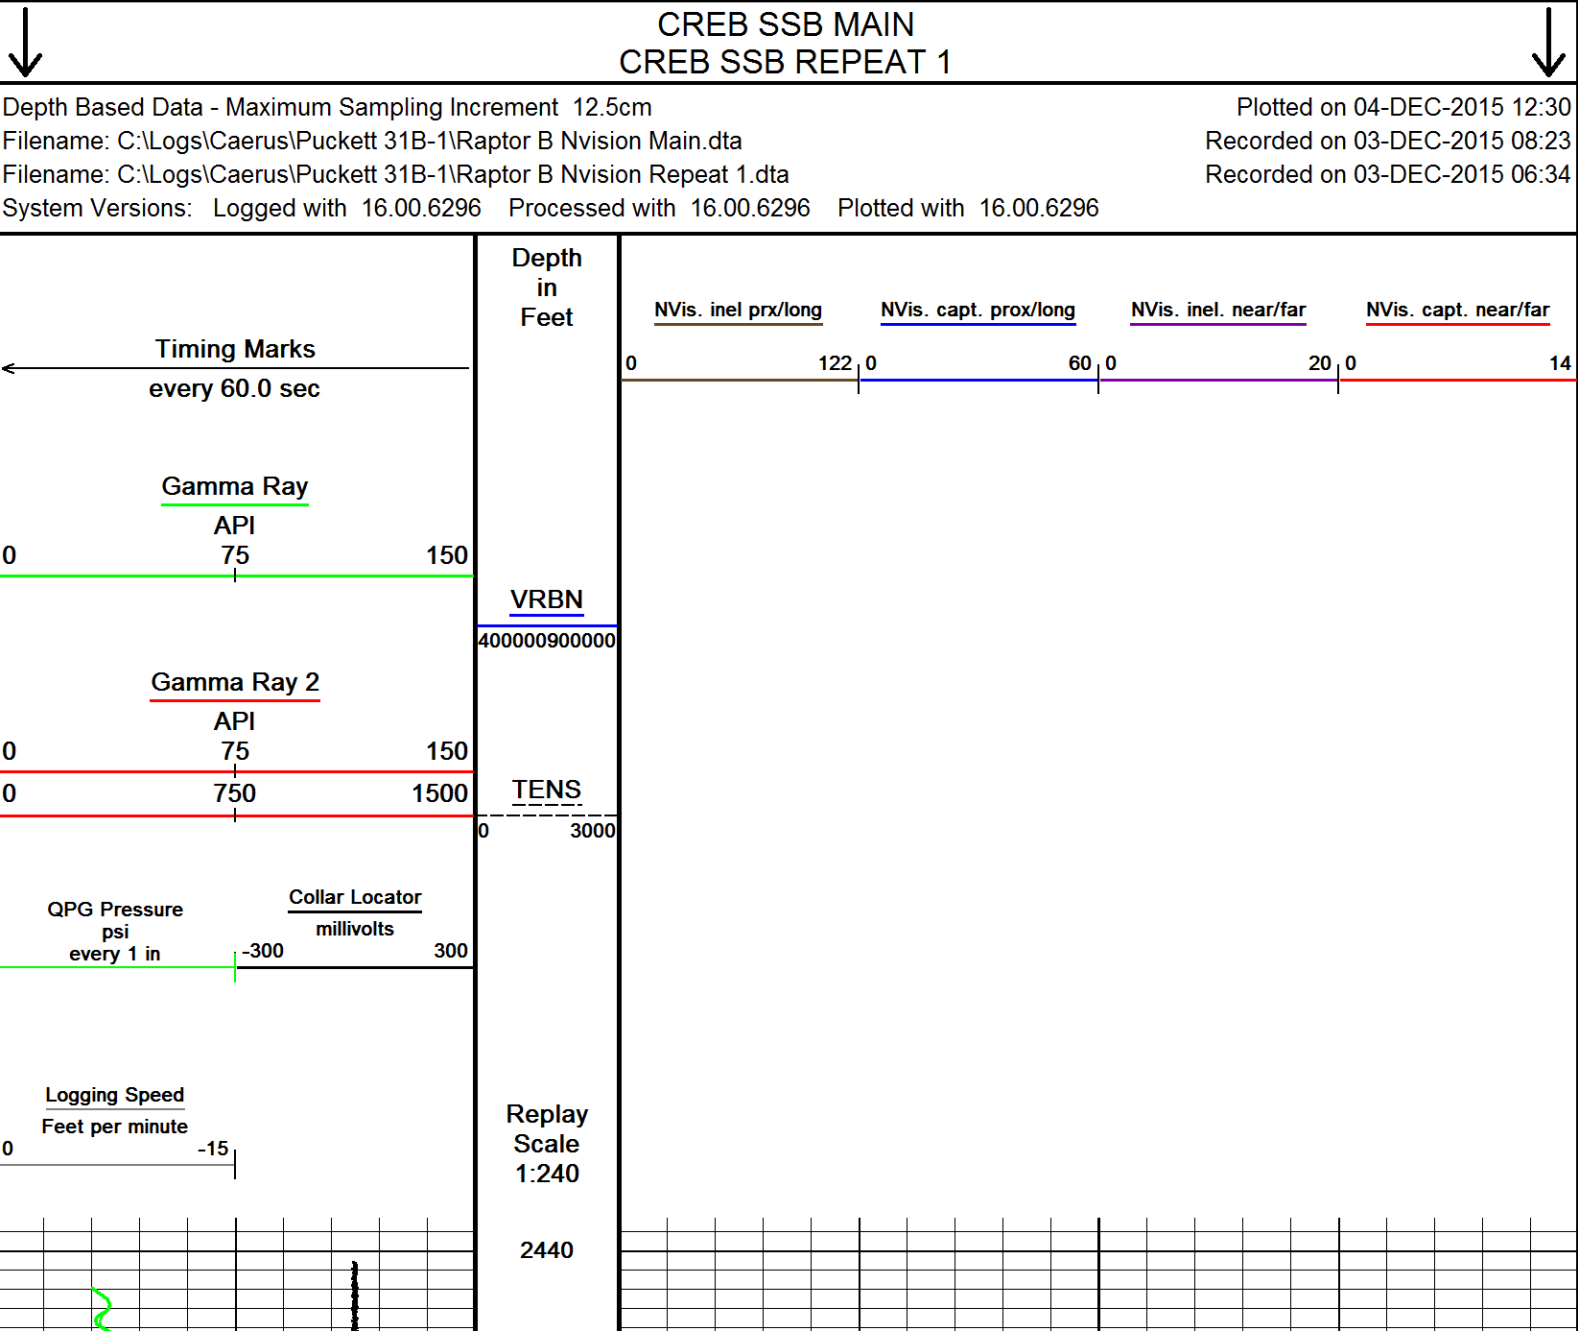 CREB SSB MAIN
CREB SSB REPEAT 1
Depth Based Data - Maximum Sampling Increment 12.5cm
Plotted on 04-DEC-2015 12:30
Filename: C:\Logs\Caerus\Puckett 31B-1\Raptor B Nvision Main.dta
Recorded on 03-DEC-2015 08:23
Filename: C:\Logs\Caerus\Puckett 31B-1\Raptor B Nvision Repeat 1.dta
Recorded on 03-DEC-2015 06:34
System Versions: Logged with 16.00.6296 Processed with 16.00.6296 Plotted with 16.00.6296
Timing Marks
every 60.0 sec
Gamma Ray
API
0 75 150
Gamma Ray 2
API
0 75 150
0 750 1500
QPG Pressure
psi
every 1 in
Collar Locator
millivolts
-300 300
Logging Speed
Feet per minute
0 -15
Depth
in
Feet
VRBN
400000900000
TENS
0 3000
Replay
Scale
1:240
2440
NVis. inel prx/long
0 122
NVis. capt. prox/long
0 60
NVis. inel. near/far
0 20
NVis. capt. near/far
0 14